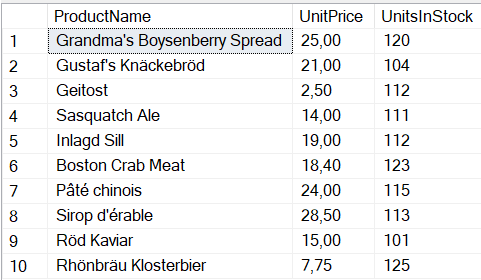 ProductName UnitPrice UnitsInStock
1 Grandma's Boysenberry Spread 25,00 120
2 Gustaf's Knäckebröd 21,00 104
3 Geitost 2,50 112
4 Sasquatch Ale 14,00 111
5 Inlagd Sill 19,00 112
6 Boston Crab Meat 18,40 123
7 Pâté chinois 24,00 115
8 Sirop d'érable 28,50 113
9 Röd Kaviar 15,00 101
10 Rhönbräu Klosterbier 7,75 125